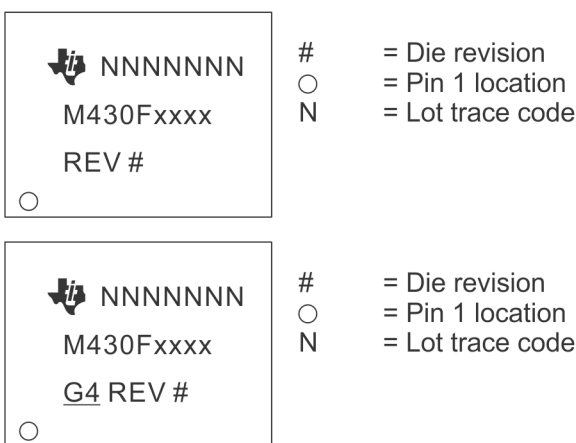 NNNNNNN
M430Fxxxx
REV #
# = Die revision
○ = Pin 1 location
N = Lot trace code
NNNNNNN
M430Fxxxx
G4 REV #
# = Die revision
○ = Pin 1 location
N = Lot trace code